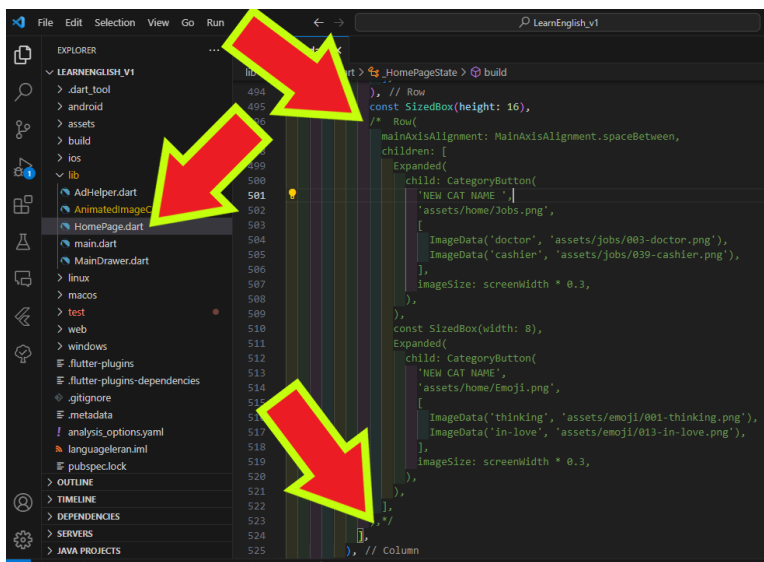 File Edit Selection View Go Run
LearnEnglish_v1
EXPLORER
LEARNENGLISH_V1
.dart_tool
android
assets
build
ios
lib
AdHelper.dart
AnimatedImageC
HomePage.dart
main.dart
MainDrawer.dart
linux
macos
test
web
windows
.flutter-plugins
.flutter-plugins-dependencies
.gitignore
.metadata
analysis_options.yaml
languageleran.iml
pubspec.lock
OUTLINE
TIMELINE
DEPENDENCIES
SERVERS
JAVA PROJECTS
1
lib
_HomePageState > build
494 ), // Row
495 const SizedBox(height: 16),
/* Row(
mainAxisAlignment: MainAxisAlignment.spaceBetween,
children: [
499 Expanded(
500 child: CategoryButton(
501 'NEW CAT NAME ',
502 'assets/home/Jobs.png',
503 [
504 ImageData('doctor', 'assets/jobs/003-doctor.png'),
505 ImageData('cashier', 'assets/jobs/039-cashier.png'),
506 ],
507 imageSize: screenWidth * 0.3,
508 ),
509 ),
510 const SizedBox(width: 8),
511 Expanded(
512 child: CategoryButton(
513 'NEW CAT NAME',
514 'assets/home/Emoji.png',
515 [
ImageData('thinking', 'assets/emoji/001-thinking.png'),
517 ImageData('in-love', 'assets/emoji/013-in-love.png'),
518 ],
519 imageSize: screenWidth * 0.3,
520 ),
521 ),
522 ],
523 ),*/
524 ],
525 ), // Column